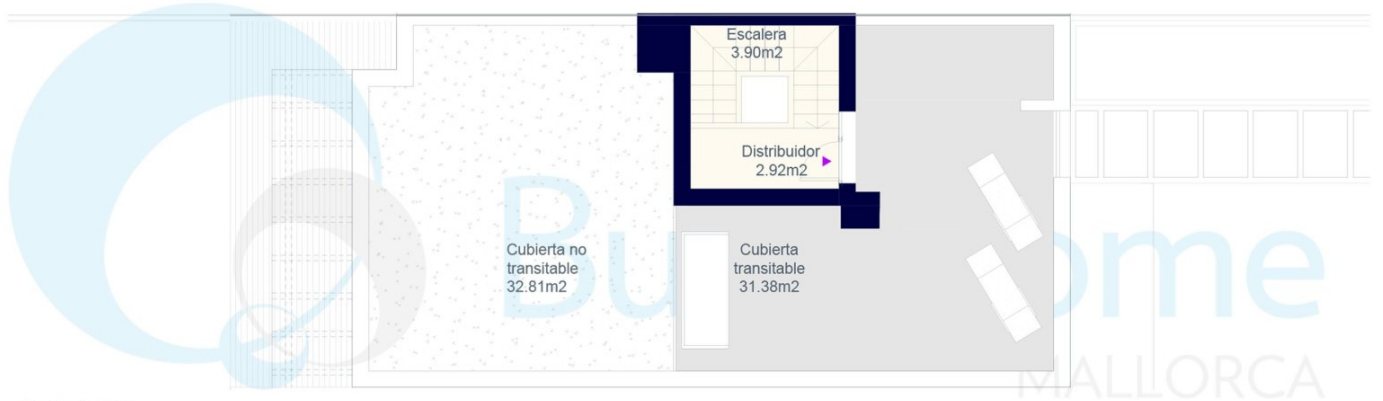 Escalera
3.90m2
Distribuidor
2.92m2
Cubierta no
transitable
32.81m2
Cubierta
transitable
31.38m2
MALLORCA